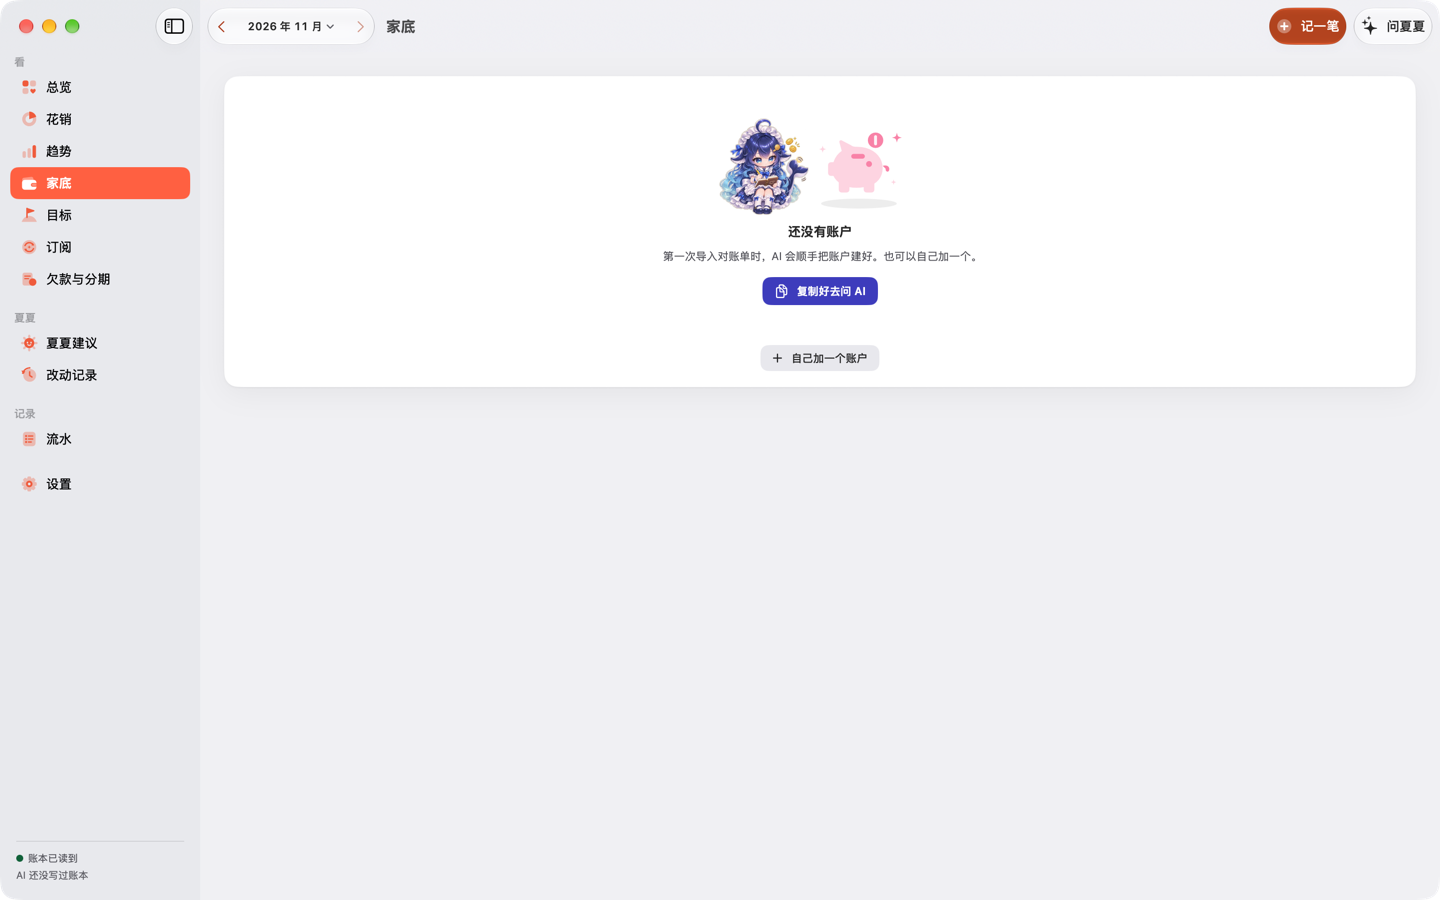 2026 年 11 月
家底
记一笔
问夏夏
看
总览
花销
趋势
家底
目标
订阅
欠款与分期
夏夏
夏夏建议
改动记录
记录
流水
设置
还没有账户
第一次导入对账单时，AI 会顺手把账户建好。也可以自己加一个。
复制好去问 AI
自己加一个账户
账本已读到
AI 还没写过账本